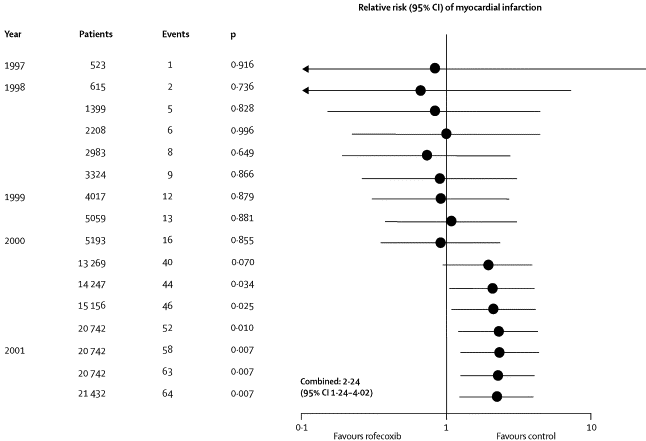 Relative risk (95% CI) of myocardial infarction
Year Patients Events p
1997 523 1 0·916
1998 615 2 0·736
1399 5 0·828
2208 6 0·996
2983 8 0·649
3324 9 0·866
1999 4017 12 0·879
5059 13 0·881
2000 5193 16 0·855
13 269 40 0·070
14 247 44 0·034
15 156 46 0·025
20 742 52 0·010
2001 20 742 58 0·007
20 742 63 0·007
21 432 64 0·007
Combined: 2·24
(95% CI 1·24–4·02)
0·1 1 10
Favours rofecoxib Favours control